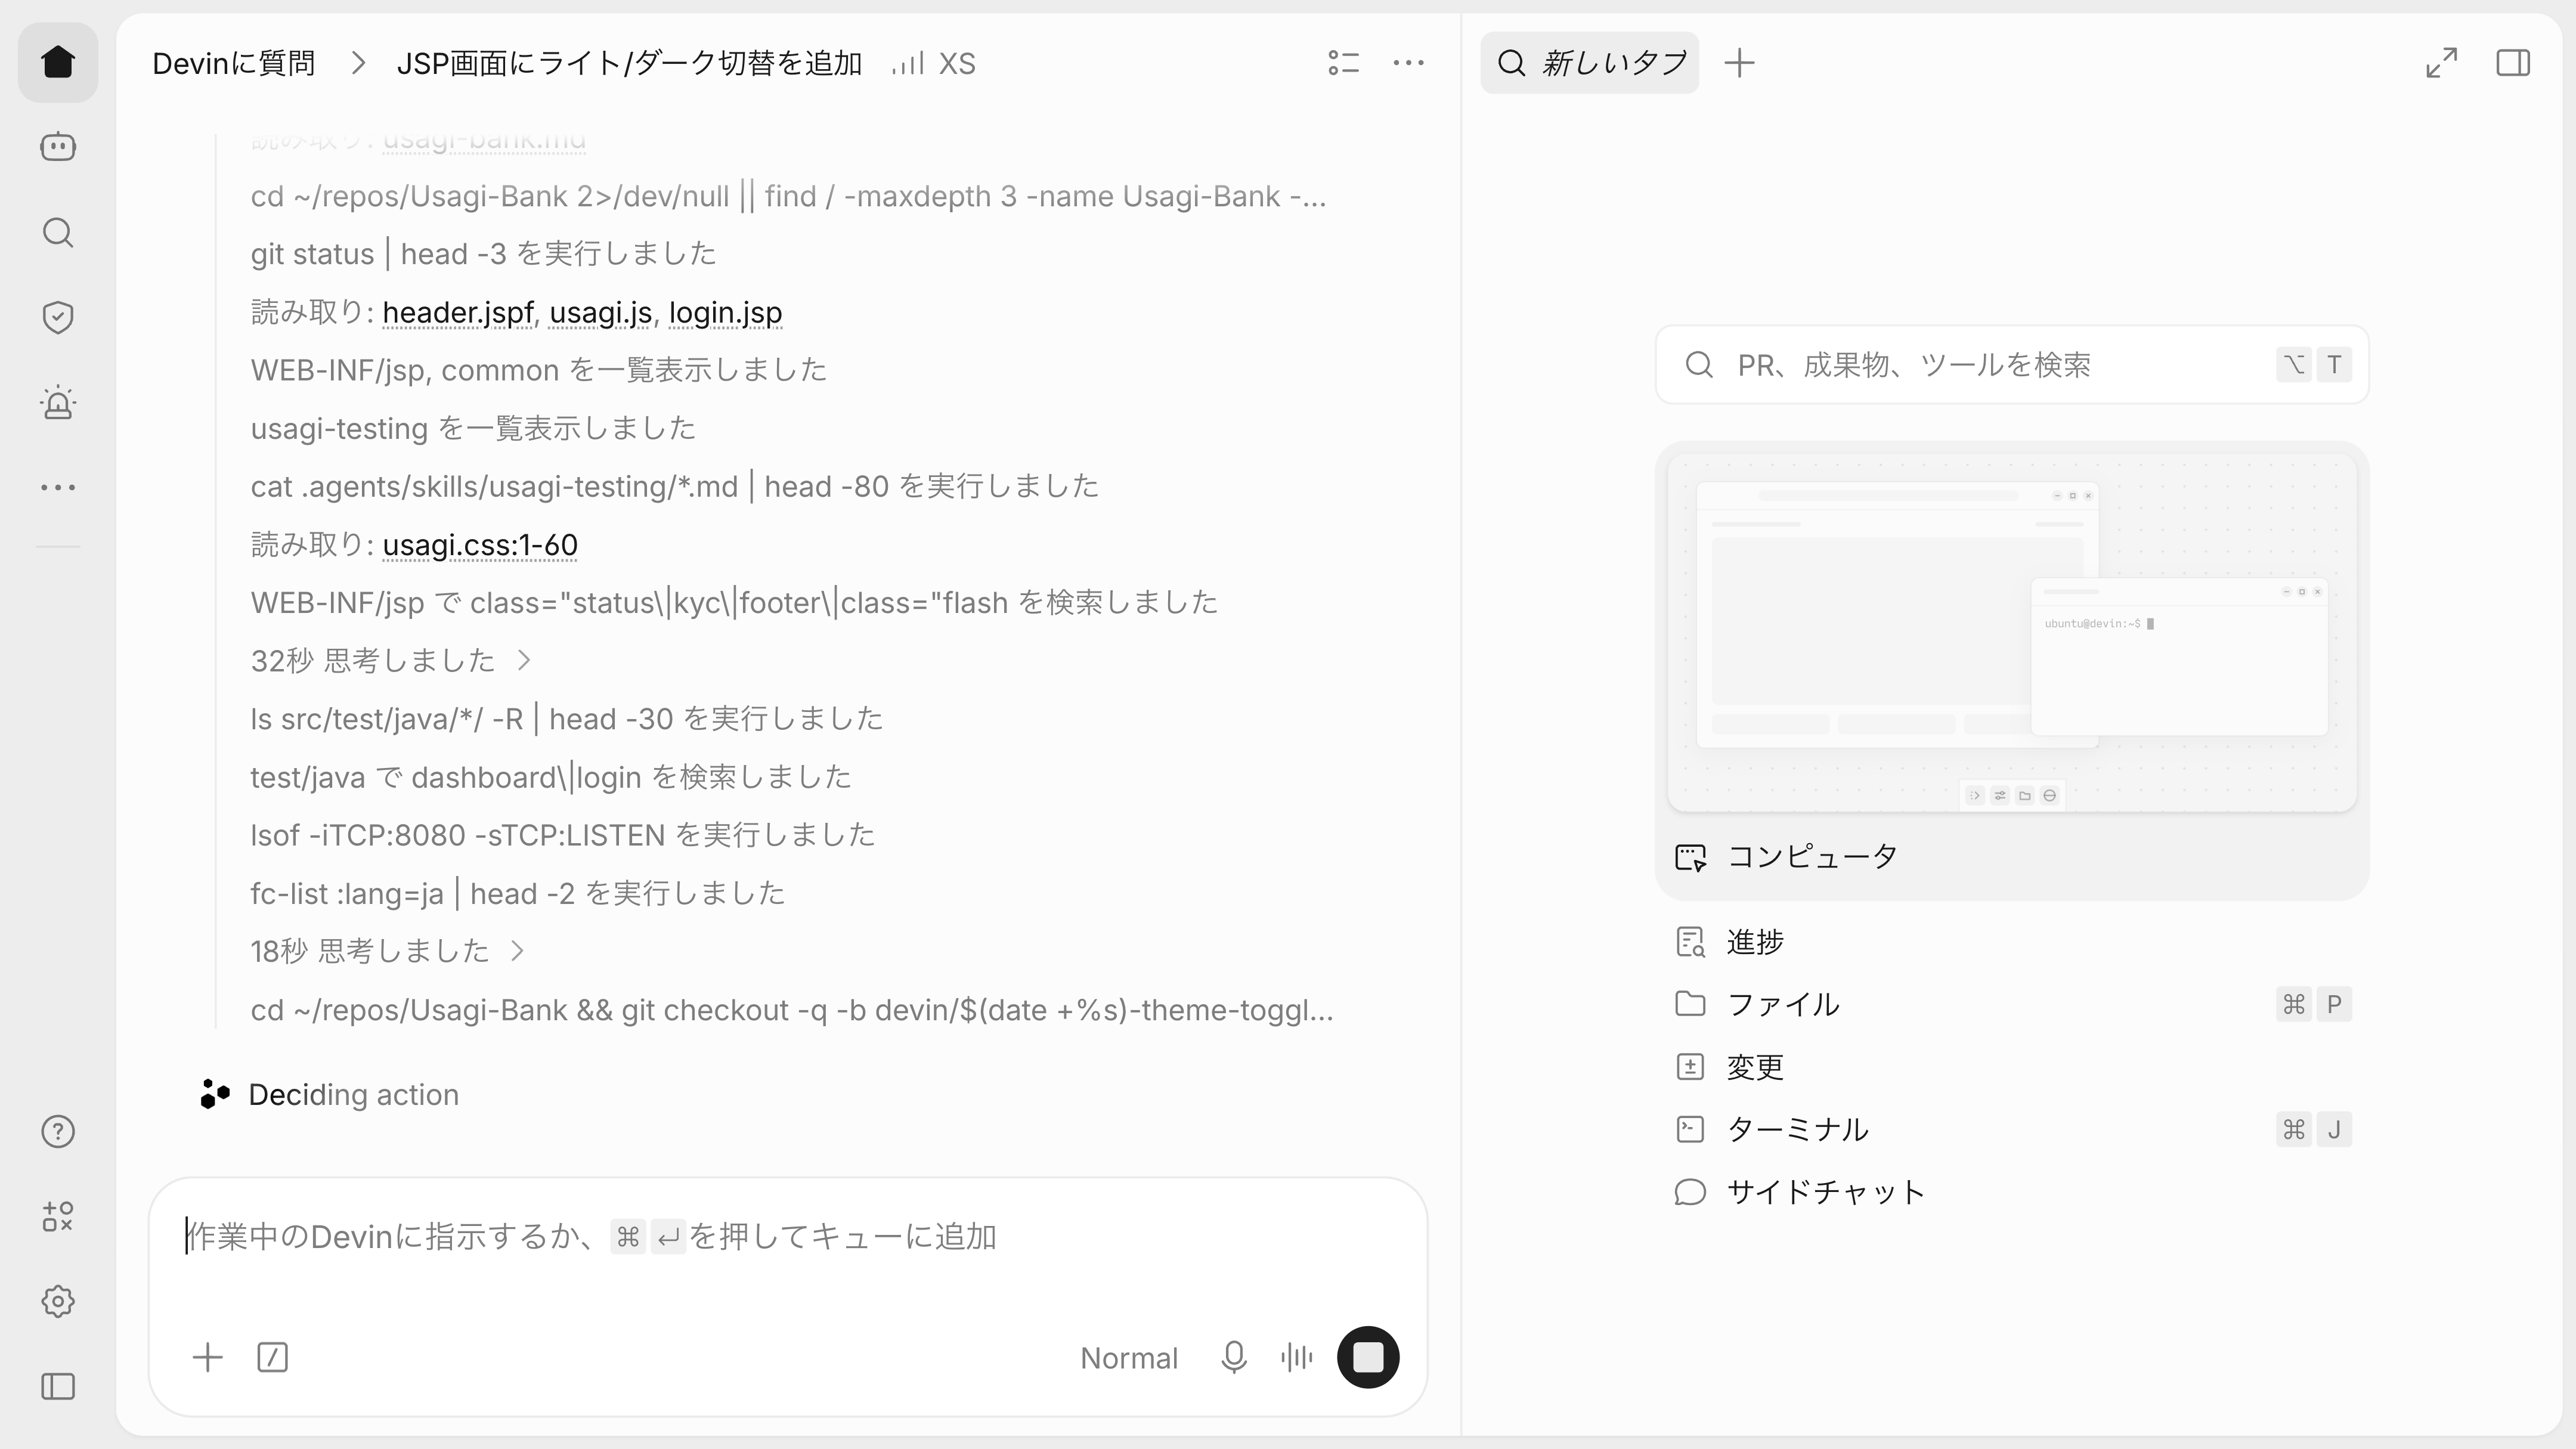 Devinに質問 > JSP画面にライト/ダーク切替を追加 XS
読み取り: usagi-bank.md
cd ~/repos/Usagi-Bank 2>/dev/null || find / -maxdepth 3 -name Usagi-Bank -...
git status | head -3 を実行しました
読み取り: header.jspf, usagi.js, login.jsp
WEB-INF/jsp, common を一覧表示しました
usagi-testing を一覧表示しました
cat .agents/skills/usagi-testing/*.md | head -80 を実行しました
読み取り: usagi.css:1-60
WEB-INF/jsp で class="status\|kyc\|footer\|class="flash を検索しました
32秒 思考しました >
ls src/test/java/*/ -R | head -30 を実行しました
test/java で dashboard\|login を検索しました
lsof -iTCP:8080 -sTCP:LISTEN を実行しました
fc-list :lang=ja | head -2 を実行しました
18秒 思考しました >
cd ~/repos/Usagi-Bank && git checkout -q -b devin/$(date +%s)-theme-toggl...
Deciding action
作業中のDevinに指示するか、⌘ ↵ を押してキューに追加
Normal
新しいタブ
PR、成果物、ツールを検索 ⌥ T
ubuntu@devin:~$
コンピュータ
進捗
ファイル ⌘ P
変更
ターミナル ⌘ J
サイドチャット